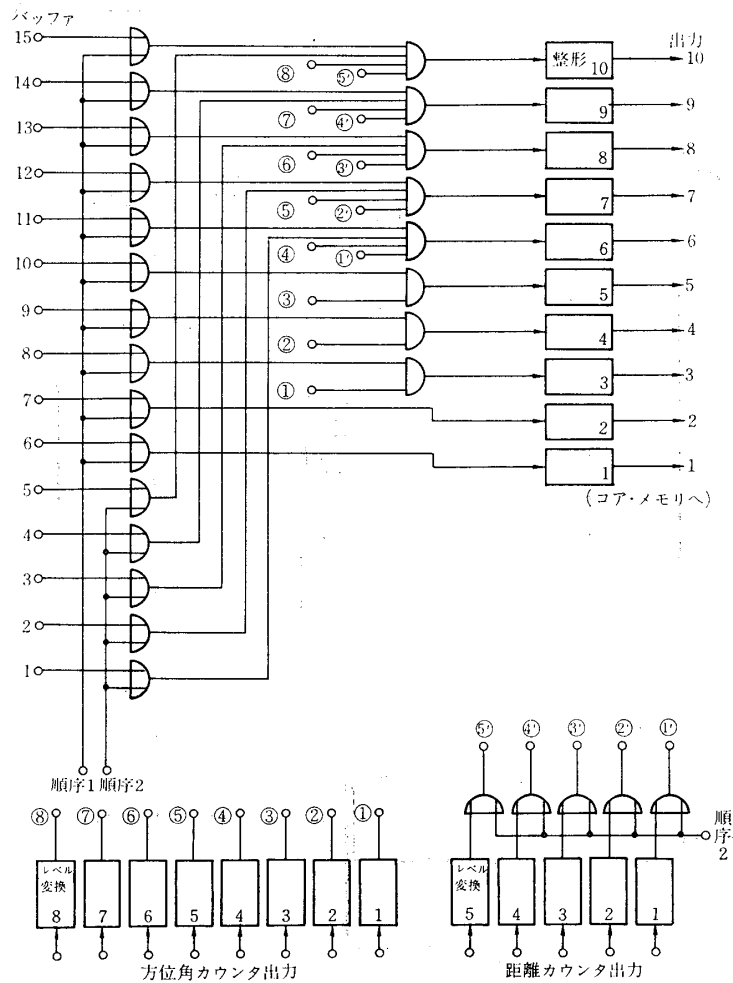 バッファ
出力
15
14
13
12
11
10
9
8
7
6
5
4
3
2
1
⑧ 5'
⑦ 4'
⑥ 3'
⑤ 2'
④ 1'
③
②
①
整形 10
9
8
7
6
5
4
3
2
1
10
9
8
7
6
5
4
3
2
1
(コア・メモリへ)
順序1 順序2
⑧ ⑦ ⑥ ⑤ ④ ③ ② ①
レベル
変換
8 7 6 5 4 3 2 1
方位角カウンタ出力
5' 4' 3' 2' 1'
順
序
2
レベル
変換
5 4 3 2 1
距離カウンタ出力